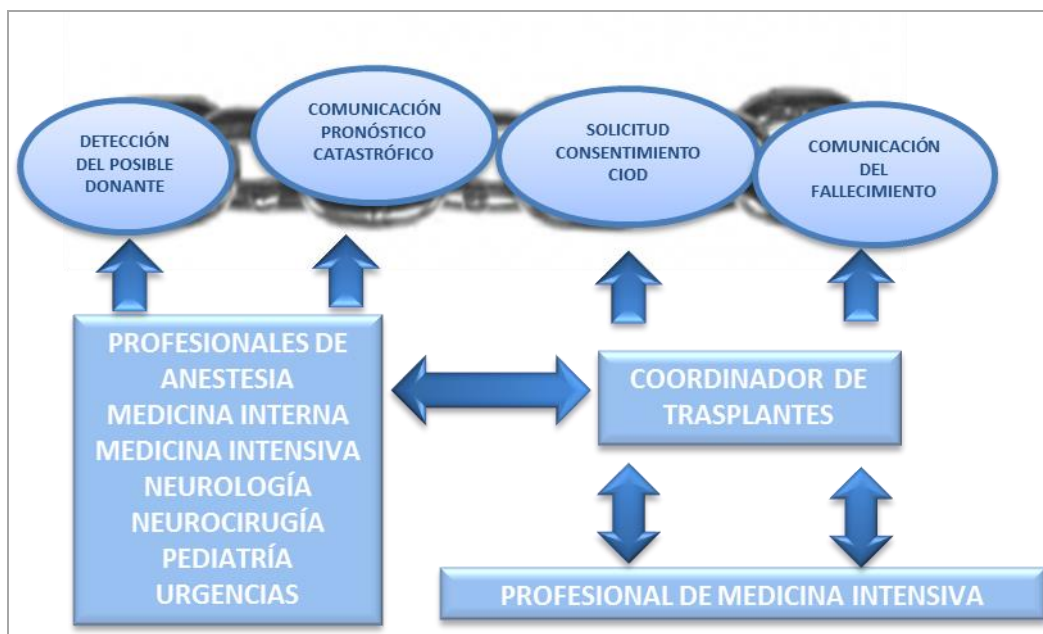 DETECCIÓN
DEL POSIBLE
DONANTE
COMUNICACIÓN
PRONÓSTICO
CATASTRÓFICO
SOLICITUD
CONSENTIMIENTO
CIOD
COMUNICACIÓN
DEL
FALLECIMIENTO
PROFESIONALES DE
ANESTESIA
MEDICINA INTERNA
MEDICINA INTENSIVA
NEUROLOGÍA
NEUROCIRUGÍA
PEDIATRÍA
URGENCIAS
COORDINADOR DE
TRASPLANTES
PROFESIONAL DE MEDICINA INTENSIVA